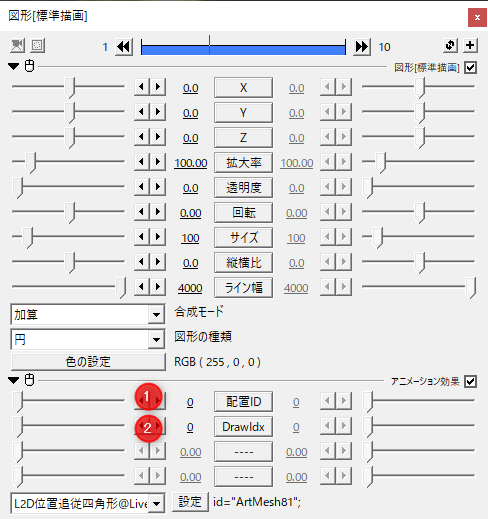 図形[標準描画]
x
1
10
図形[標準描画]
0.0 X 0.0
0.0 Y 0.0
0.0 Z 0.0
100.00 拡大率 100.00
0.0 透明度 0.0
0.00 回転 0.00
100 サイズ 100
0.0 縦横比 0.0
4000 ライン幅 4000
加算 合成モード
円 図形の種類
色の設定 RGB ( 255 , 0 , 0 )
アニメーション効果
1 0 配置ID 0
2 0 DrawIdx 0
0.00 ---- 0.00
0.00 ---- 0.00
L2D位置追従四角形@Live 設定 id="ArtMesh81";